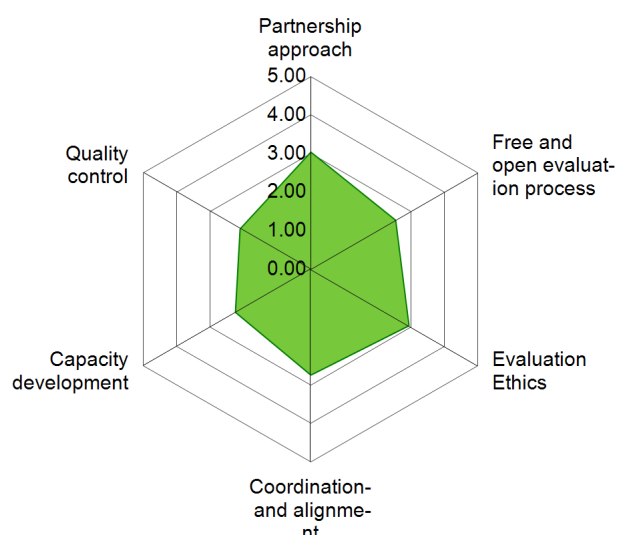 Partnership
approach
5.00
4.00
3.00
2.00
1.00
0.00
Free and
open evaluat-
ion process
Evaluation
Ethics
Coordination-
and alignme-
nt
Capacity
development
Quality
control